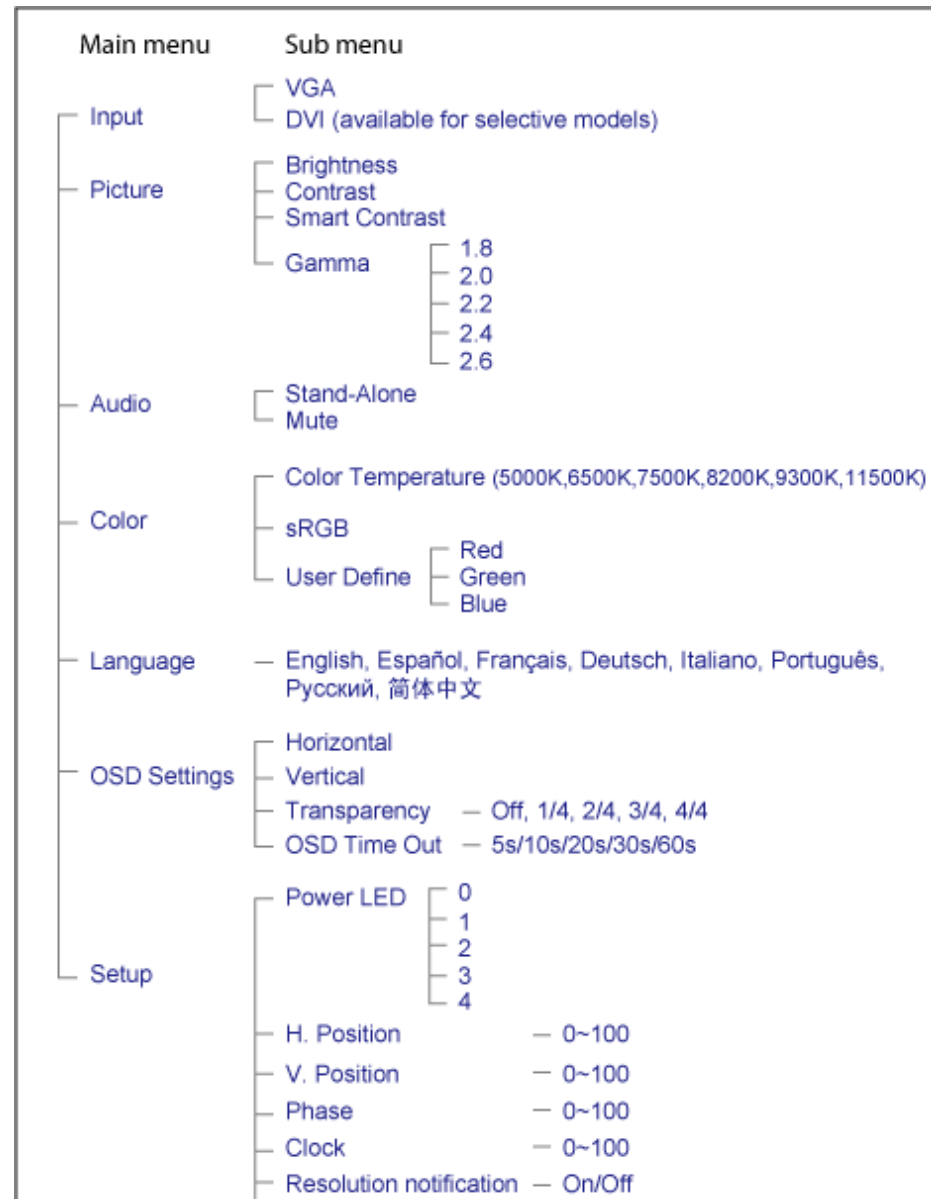 Main menu Sub menu
VGA
Input
DVI (available for selective models)
Brightness
Picture Contrast
Smart Contrast
Gamma 1.8
2.0
2.2
2.4
2.6
Audio Stand-Alone
Mute
Color Temperature (5000K,6500K,7500K,8200K,9300K,11500K)
Color sRGB
Red
User Define Green
Blue
Language English, Español, Français, Deutsch, Italiano, Português,
Русский, 简体中文
Horizontal
OSD Settings Vertical
Transparency — Off, 1/4, 2/4, 3/4, 4/4
OSD Time Out — 5s/10s/20s/30s/60s
Power LED 0
1
2
Setup 3
4
H. Position — 0~100
V. Position — 0~100
Phase — 0~100
Clock — 0~100
Resolution notification — On/Off